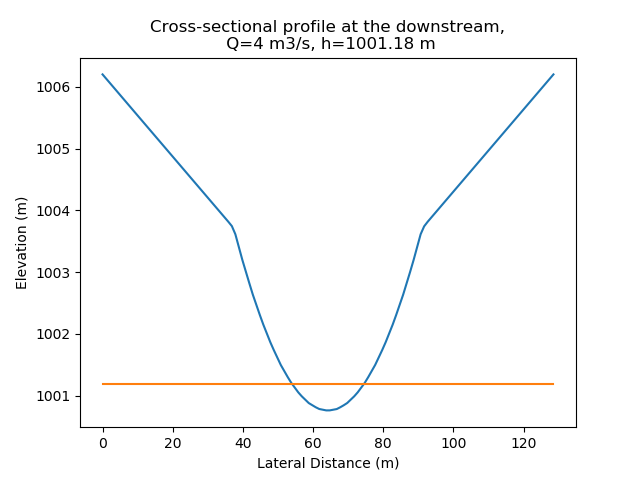 Cross-sectional profile at the downstream,
Q=4 m3/s, h=1001.18 m
1006
1005
1004
1003
1002
1001
Elevation (m)
0 20 40 60 80 100 120
Lateral Distance (m)